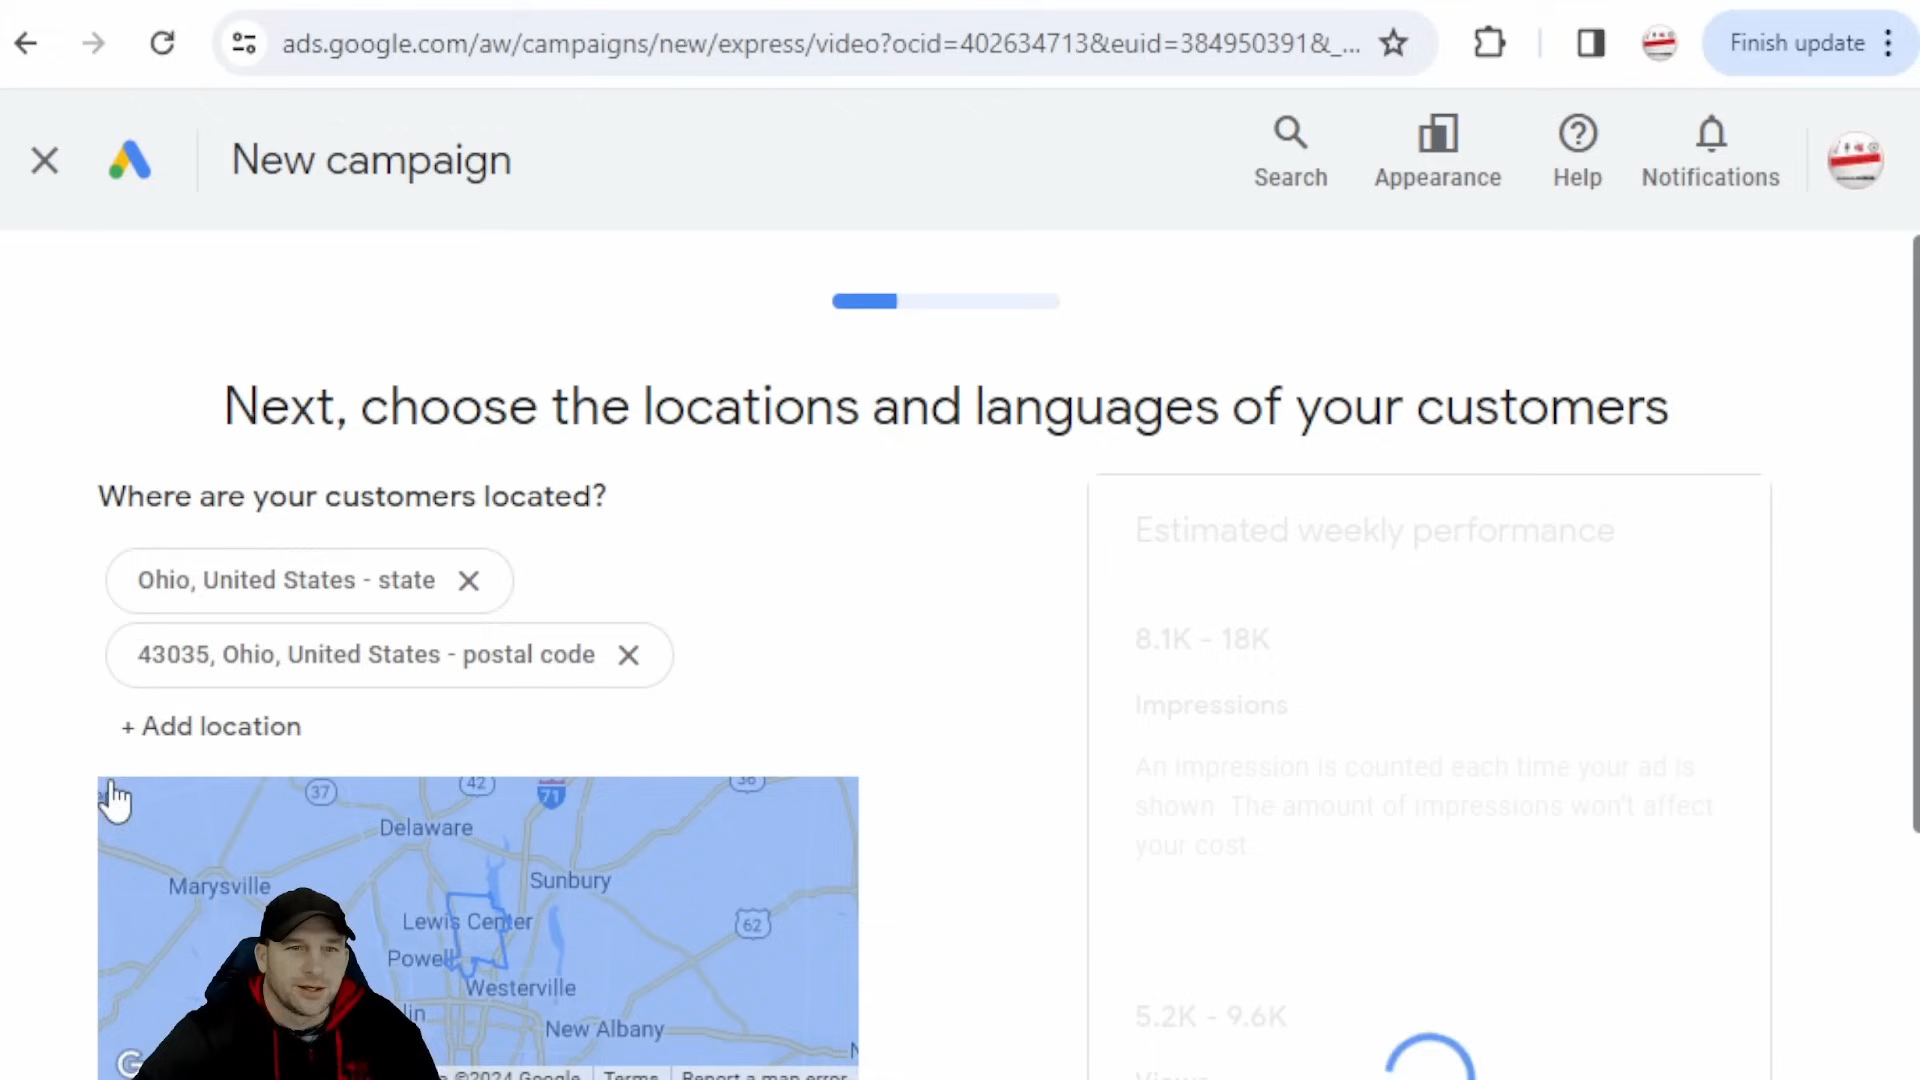 ads.google.com/aw/campaigns/new/express/video?ocid=402634713&euid=384950391&_...
Finish update
New campaign
Search
Appearance
Help
Notifications
Next, choose the locations and languages of your customers
Where are your customers located?
Ohio, United States - state
43035, Ohio, United States - postal code
+ Add location
37
42
71
36
Delaware
Marysville
Sunbury
Lewis Center
62
Powell
Westerville
lin
New Albany
©2024 Google
Terms
Report a map error
Estimated weekly performance
8.1K - 18K
Impressions
An impression is counted each time your ad is
shown. The amount of impressions won't affect
your cost.
5.2K - 9.6K
Views